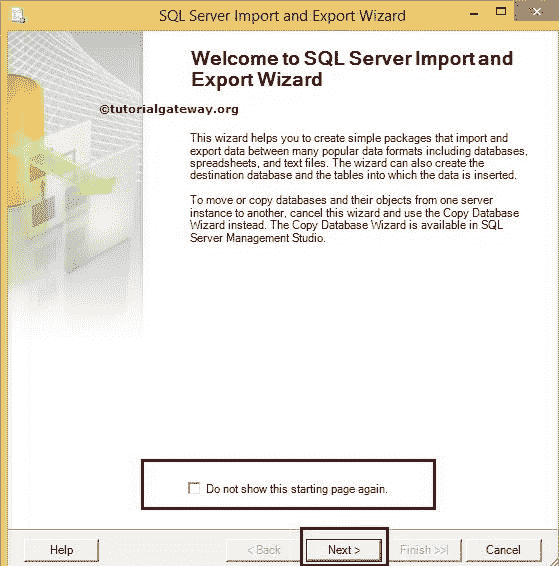 SQL Server Import and Export Wizard
Welcome to SQL Server Import and
Export Wizard
©tutorialgateway.org
This wizard helps you to create simple packages that import and
export data between many popular data formats including databases,
spreadsheets, and text files. The wizard can also create the
destination database and the tables into which the data is inserted.
To move or copy databases and their objects from one server
instance to another, cancel this wizard and use the Copy Database
Wizard instead. The Copy Database Wizard is available in SQL
Server Management Studio.
Do not show this starting page again.
Help
< Back
Next >
Finish >>|
Cancel